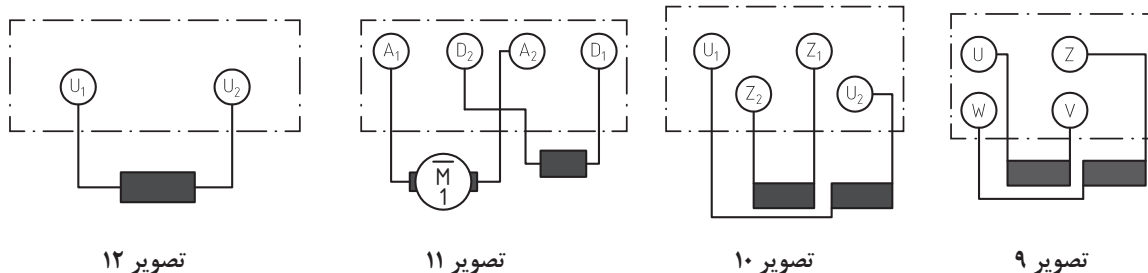 U₁ U₂
A₁ D₂ A₂ D₁
M
1
U₁ Z₁
Z₂ U₂
U Z
W V
تصویر ۹
تصویر ۱۰
تصویر ۱۱
تصویر ۱۲